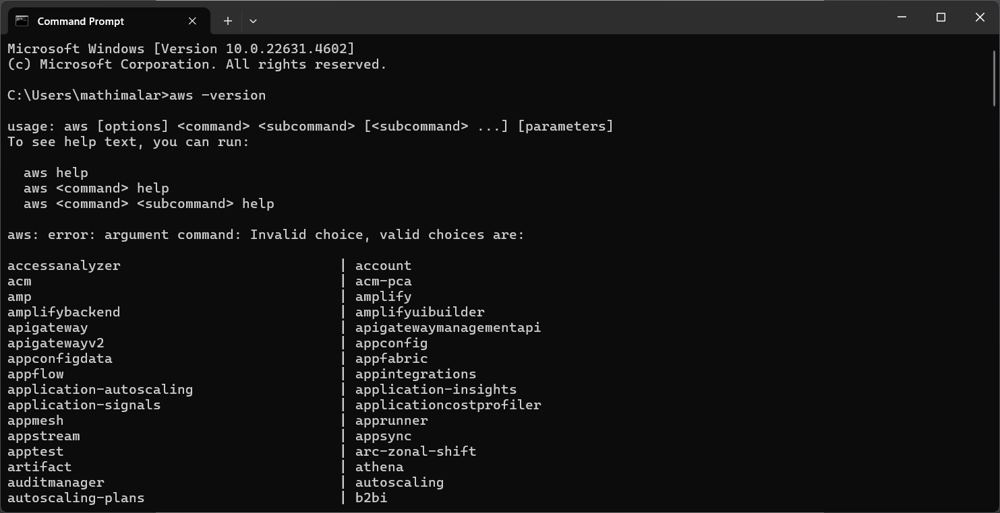 Command Prompt
Microsoft Windows [Version 10.0.22631.4602]
(c) Microsoft Corporation. All rights reserved.
C:\Users\mathimalar>aws -version
usage: aws [options] <command> <subcommand> [<subcommand> ...] [parameters]
To see help text, you can run:
aws help
aws <command> help
aws <command> <subcommand> help
aws: error: argument command: Invalid choice, valid choices are:
accessanalyzer | account
acm | acm-pca
amp | amplify
amplifybackend | amplifyuibuilder
apigateway | apigatewaymanagementapi
apigatewayv2 | appconfig
appconfigdata | appfabric
appflow | appintegrations
application-autoscaling | application-insights
application-signals | applicationcostprofiler
appmesh | apprunner
appstream | appsync
apptest | arc-zonal-shift
artifact | athena
auditmanager | autoscaling
autoscaling-plans | b2bi